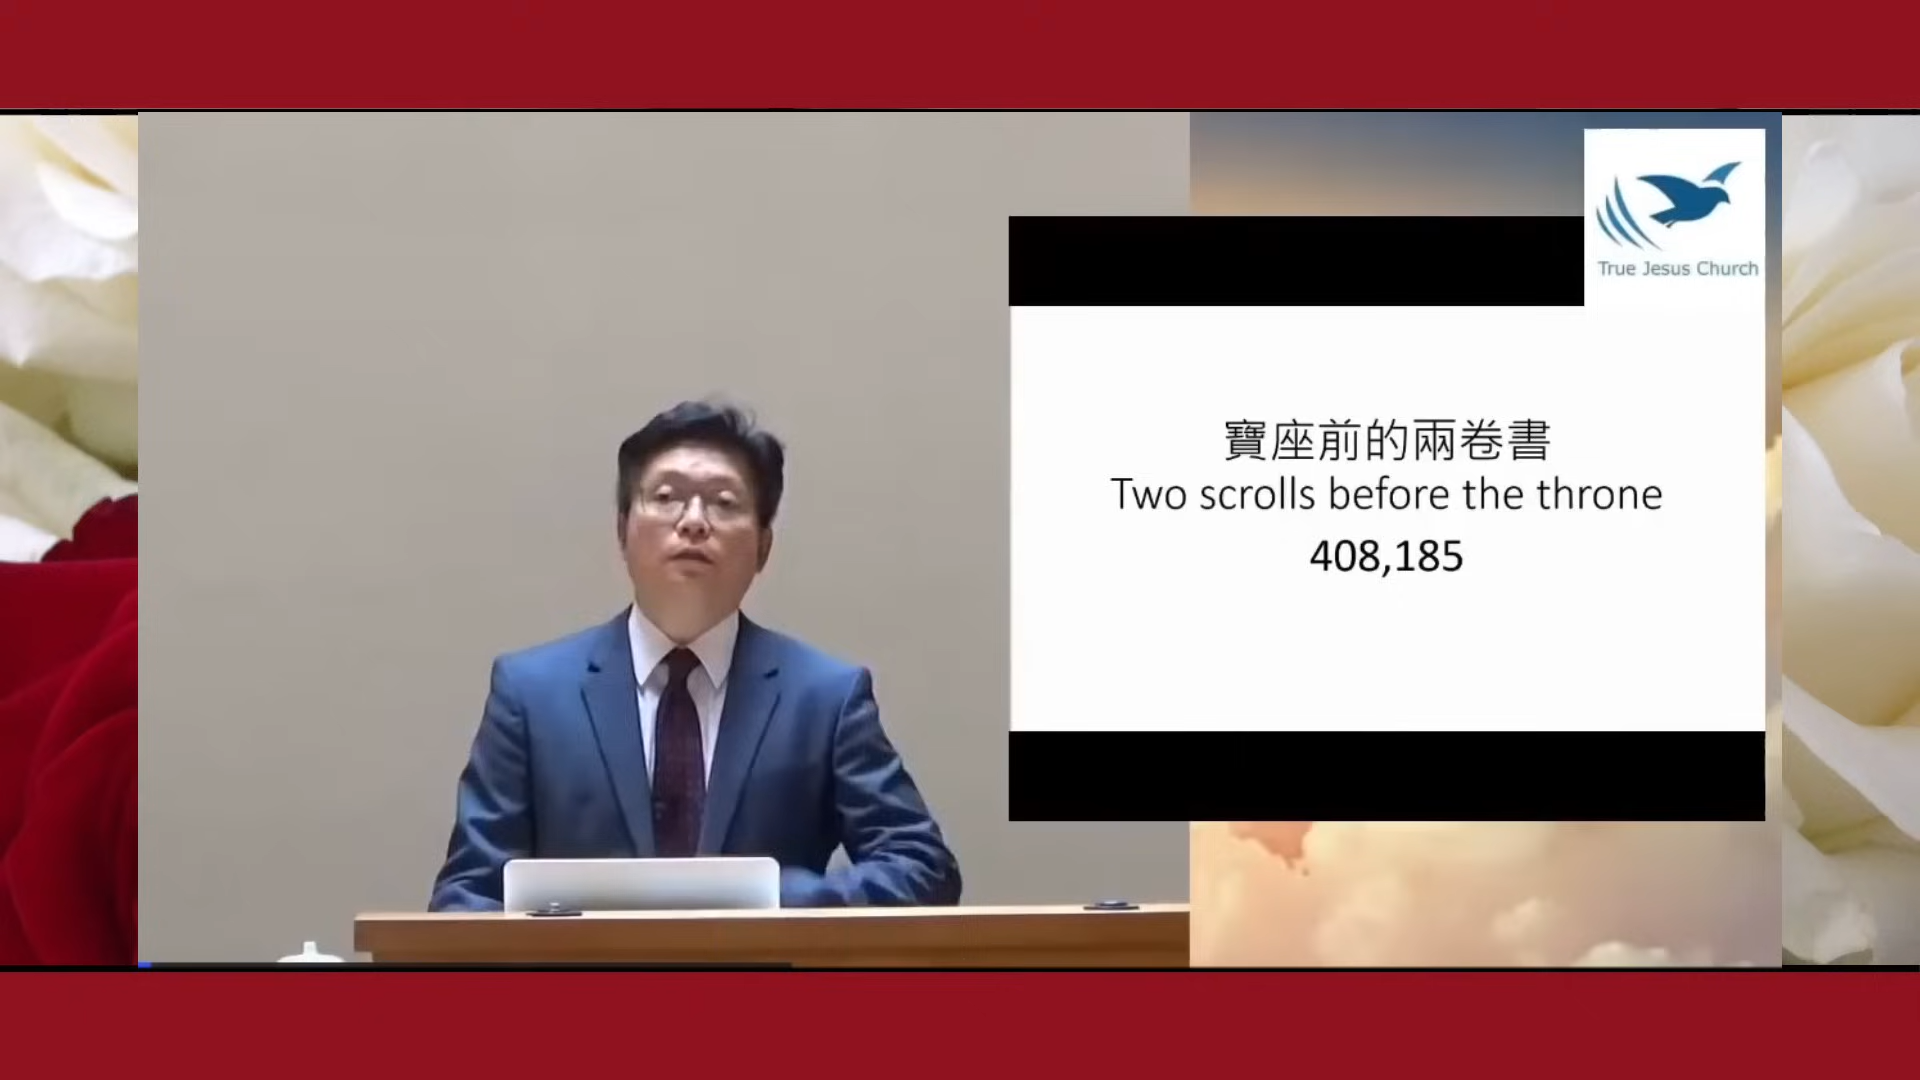 True Jesus Church
寶座前的兩卷書
Two scrolls before the throne
408,185